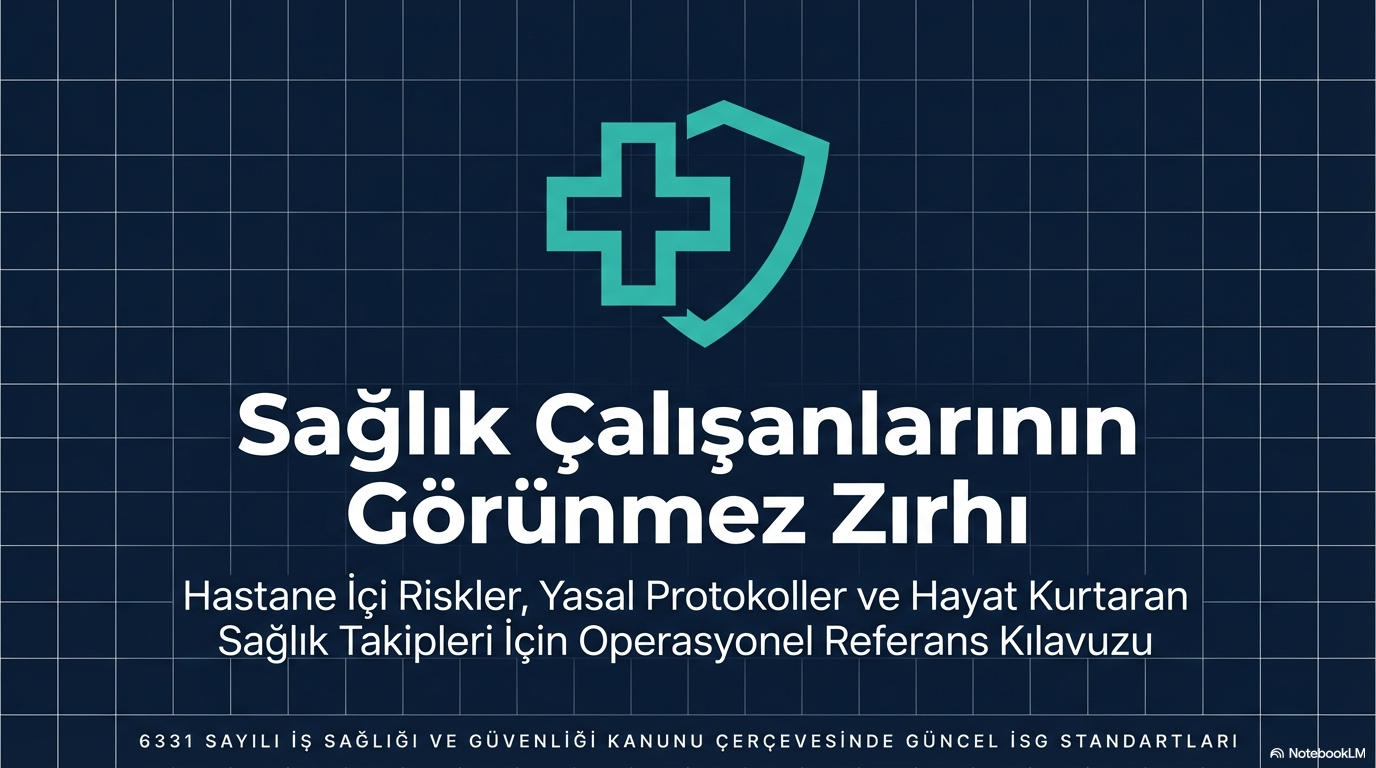 Sağlık Çalışanlarının
Görünmez Zırhı
Hastane İçi Riskler, Yasal Protokoller ve Hayat Kurtaran
Sağlık Takipleri İçin Operasyonel Referans Kılavuzu
6331 SAYILI İŞ SAĞLIĞI VE GÜVENLİĞİ KANUNU ÇERÇEVESİNDE GÜNCEL İSG STANDARTLARI
NotebookLM